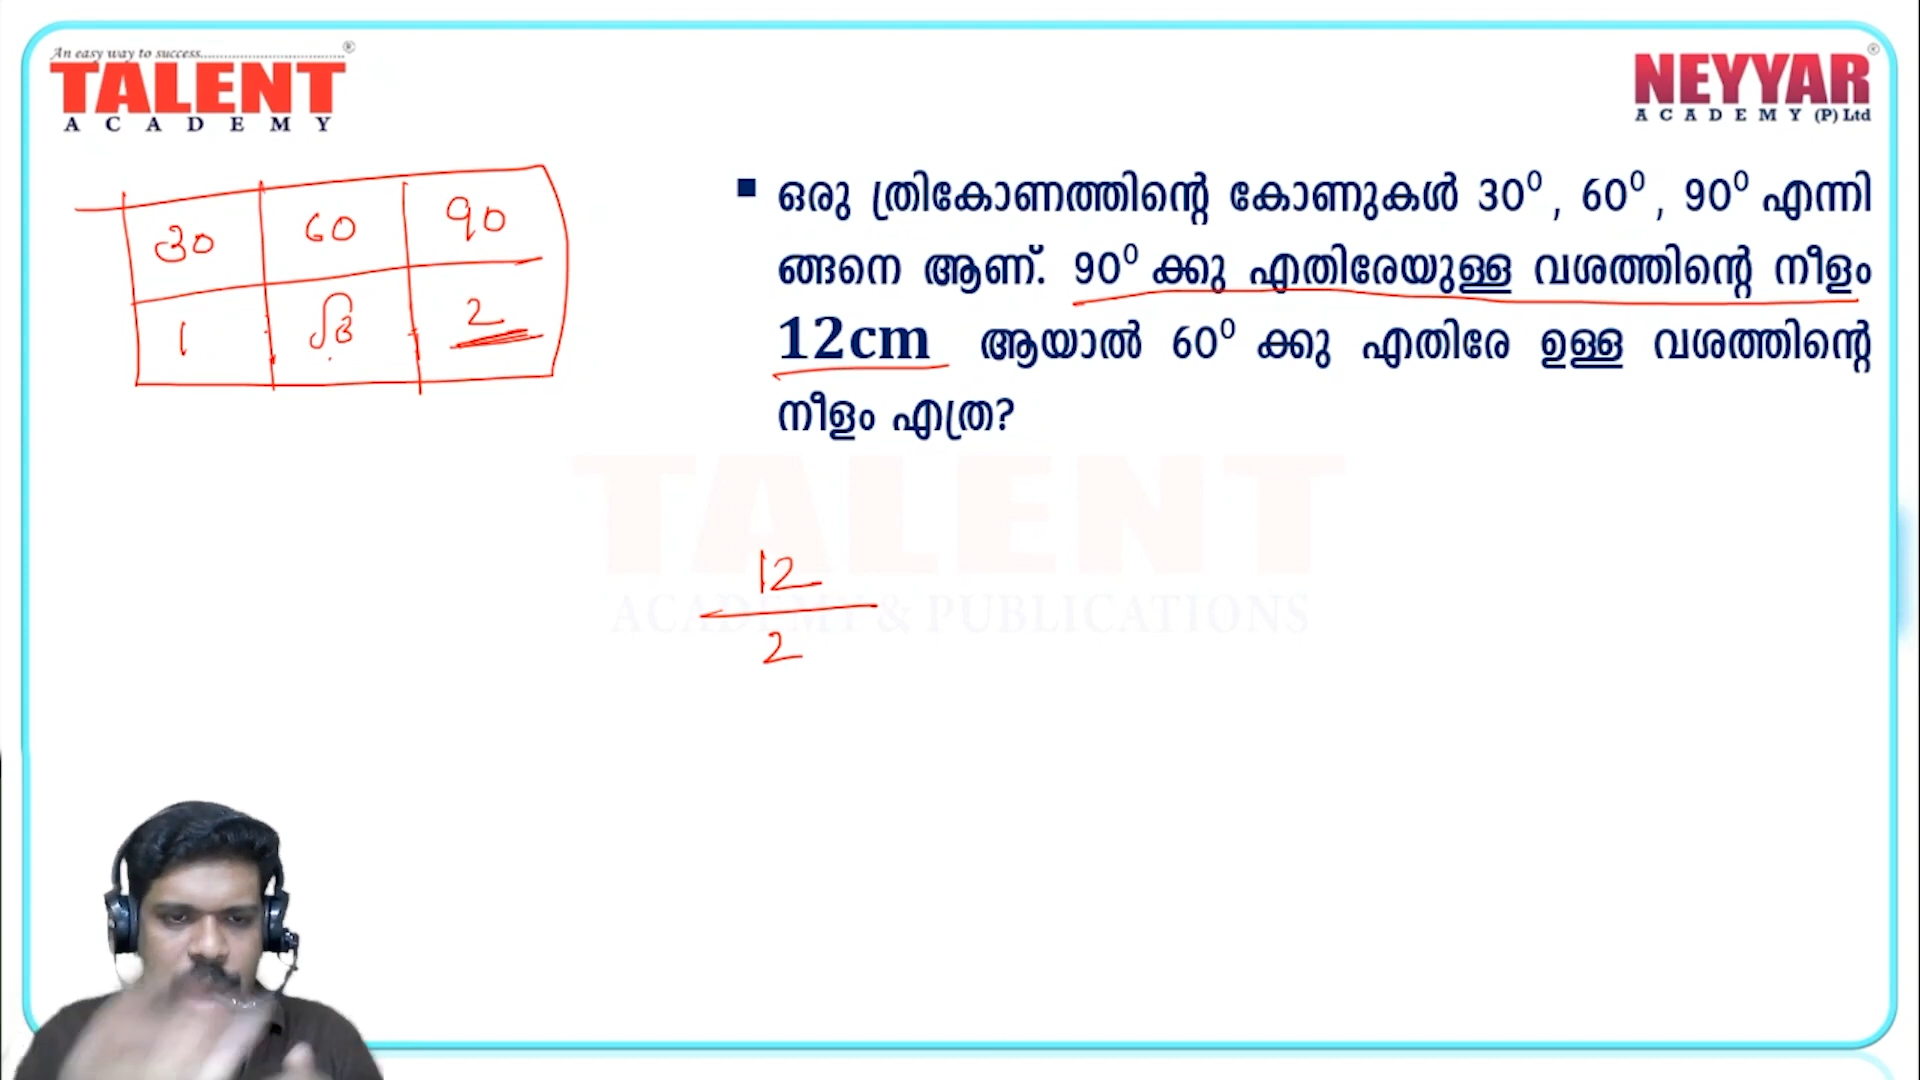 An easy way to success.......................................®
TALENT
ACADEMY
NEYYAR®
ACADEMY (P) Ltd
30 60 90
1 √3 2
▪ ഒരു ത്രികോണത്തിന്റെ കോണുകൾ 30⁰, 60⁰, 90⁰ എന്നി
ങ്ങനെ ആണ്. 90⁰ ക്കു എതിരേയുള്ള വശത്തിന്റെ നീളം
12cm ആയാൽ 60⁰ ക്കു എതിരേ ഉള്ള വശത്തിന്റെ
നീളം എത്ര?
TALENT
ACADEMY & PUBLICATIONS
12
2